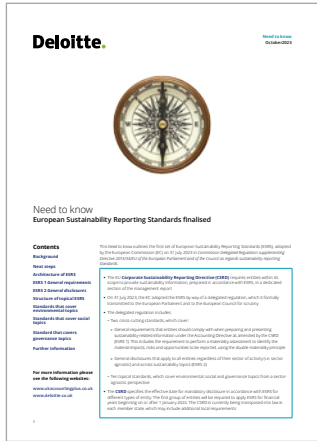 Need to know
October 2023
Deloitte.
Need to know
European Sustainability Reporting Standards finalised
Contents
Background
Next steps
Architecture of ESRS
ESRS 1 General requirements
ESRS 2 General disclosures
Structure of topical ESRS
Standards that cover
environmental topics
Standards that cover social
topics
Standard that covers
governance topics
Further information
For more information please
see the following websites:
www.ukaccountingplus.co.uk
www.deloitte.co.uk
This Need to know outlines the first set of European Sustainability Reporting Standards (ESRS), adopted
by the European Commission (EC) on 31 July 2023 in Commission Delegated Regulation supplementing
Directive 2013/34/EU of the European Parliament and of the Council as regards sustainability reporting
standards.
• The EU Corporate Sustainability Reporting Directive (CSRD) requires entities within its
scope to provide sustainability information, prepared in accordance with ESRS, in a dedicated
section of the management report
• On 31 July 2023, the EC adopted the ESRS by way of a delegated regulation, which is formally
transmitted to the European Parliament and to the European Council for scrutiny
• The delegated regulation includes:
– Two cross-cutting standards, which cover:
General requirements that entities should comply with when preparing and presenting
sustainability-related information under the Accounting Directive as amended by the CSRD
(ESRS 1). This includes the requirement to perform a materiality assessment to identify the
material impacts, risks and opportunities to be reported, using the double materiality principle
General disclosures that apply to all entities regardless of their sector of activity (i.e. sector
agnostic) and across sustainability topics (ESRS 2)
– Ten topical standards, which cover environmental, social and governance topics from a sector-
agnostic perspective
• The CSRD specifies the effective date for mandatory disclosure in accordance with ESRS for
different types of entity. The first group of entities will be required to apply ESRS for financial
years beginning on or after 1 January 2024. The CSRD is currently being transposed into law in
each member state, which may include additional local requirements